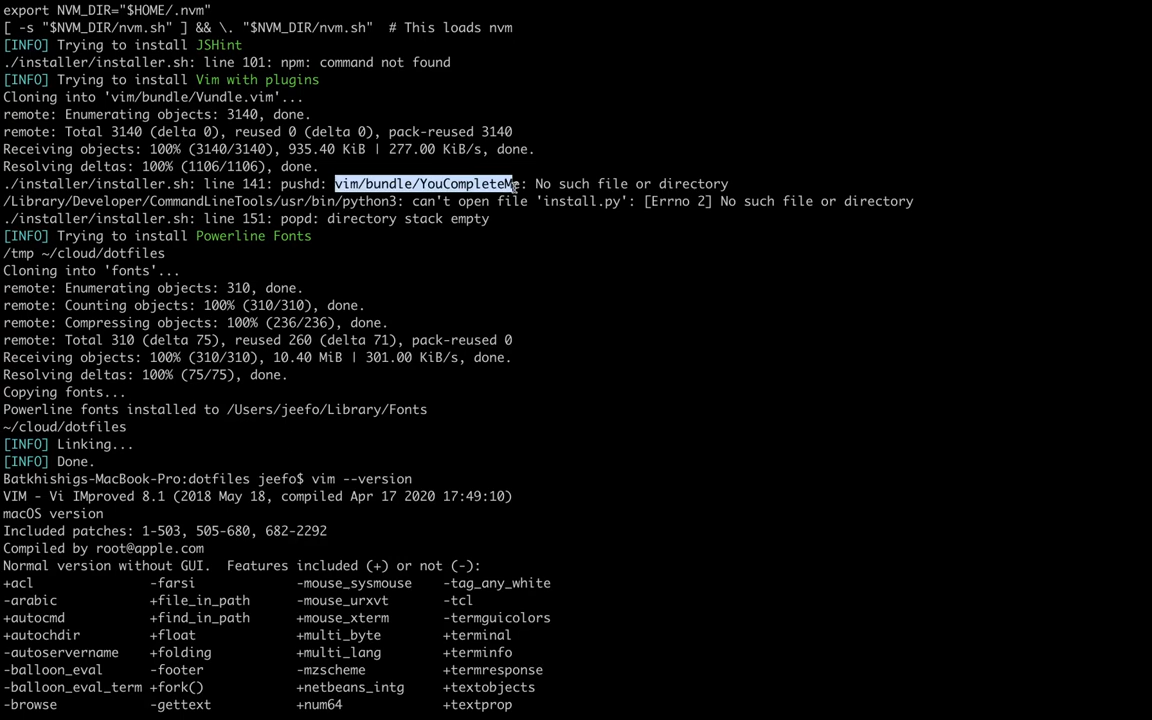 export NVM_DIR="$HOME/.nvm"
[ -s "$NVM_DIR/nvm.sh" ] && \. "$NVM_DIR/nvm.sh"  # This loads nvm
[INFO] Trying to install JSHint
./installer/installer.sh: line 101: npm: command not found
[INFO] Trying to install Vim with plugins
Cloning into 'vim/bundle/Vundle.vim'...
remote: Enumerating objects: 3140, done.
remote: Total 3140 (delta 0), reused 0 (delta 0), pack-reused 3140
Receiving objects: 100% (3140/3140), 935.40 KiB | 277.00 KiB/s, done.
Resolving deltas: 100% (1106/1106), done.
./installer/installer.sh: line 141: pushd: vim/bundle/YouCompleteMe: No such file or directory
/Library/Developer/CommandLineTools/usr/bin/python3: can't open file 'install.py': [Errno 2] No such file or directory
./installer/installer.sh: line 151: popd: directory stack empty
[INFO] Trying to install Powerline Fonts
/tmp ~/cloud/dotfiles
Cloning into 'fonts'...
remote: Enumerating objects: 310, done.
remote: Counting objects: 100% (310/310), done.
remote: Compressing objects: 100% (236/236), done.
remote: Total 310 (delta 75), reused 260 (delta 71), pack-reused 0
Receiving objects: 100% (310/310), 10.40 MiB | 301.00 KiB/s, done.
Resolving deltas: 100% (75/75), done.
Copying fonts...
Powerline fonts installed to /Users/jeefo/Library/Fonts
~/cloud/dotfiles
[INFO] Linking...
[INFO] Done.
Batkhishigs-MacBook-Pro:dotfiles jeefo$ vim --version
VIM - Vi IMproved 8.1 (2018 May 18, compiled Apr 17 2020 17:49:10)
macOS version
Included patches: 1-503, 505-680, 682-2292
Compiled by root@apple.com
Normal version without GUI.  Features included (+) or not (-):
+acl               -farsi             -mouse_sysmouse    -tag_any_white
-arabic            +file_in_path      -mouse_urxvt       -tcl
+autocmd           +find_in_path      +mouse_xterm       -termguicolors
+autochdir         +float             +multi_byte        +terminal
-autoservername    +folding           +multi_lang        +terminfo
-balloon_eval      -footer            -mzscheme          +termresponse
-balloon_eval_term +fork()            +netbeans_intg     +textobjects
-browse            -gettext           +num64             +textprop